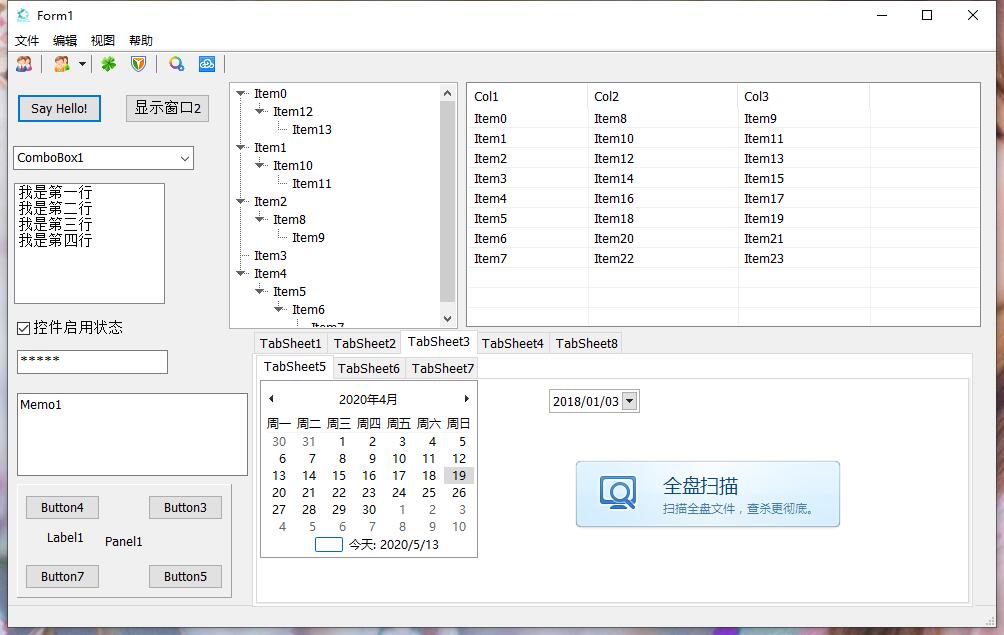 Form1
文件 编辑 视图 帮助
Say Hello! 显示窗口2
ComboBox1
我是第一行
我是第二行
我是第三行
我是第四行
控件启用状态
*****
Memo1
Button4 Button3
Label1 Panel1
Button7 Button5
Item0
Item12
Item13
Item1
Item10
Item11
Item2
Item8
Item9
Item3
Item4
Item5
Item6
Item7
Col1 Col2 Col3
Item0 Item8 Item9
Item1 Item10 Item11
Item2 Item12 Item13
Item3 Item14 Item15
Item4 Item16 Item17
Item5 Item18 Item19
Item6 Item20 Item21
Item7 Item22 Item23
TabSheet1 TabSheet2 TabSheet3 TabSheet4 TabSheet8
TabSheet5 TabSheet6 TabSheet7
2020年4月
周一 周二 周三 周四 周五 周六 周日
30 31 1 2 3 4 5
6 7 8 9 10 11 12
13 14 15 16 17 18 19
20 21 22 23 24 25 26
27 28 29 30 1 2 3
4 5 6 7 8 9 10
今天: 2020/5/13
2018/01/03
全盘扫描
扫描全盘文件，查杀更彻底。